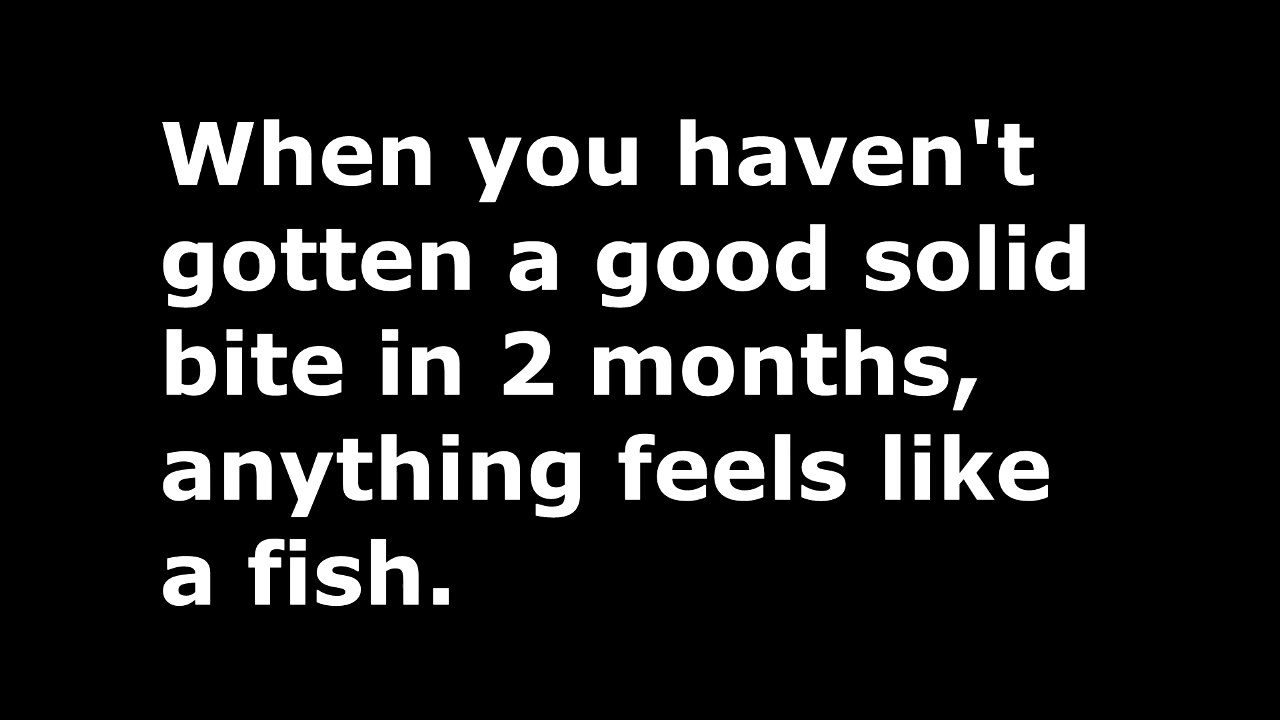 When you haven't
gotten a good solid
bite in 2 months,
anything feels like
a fish.